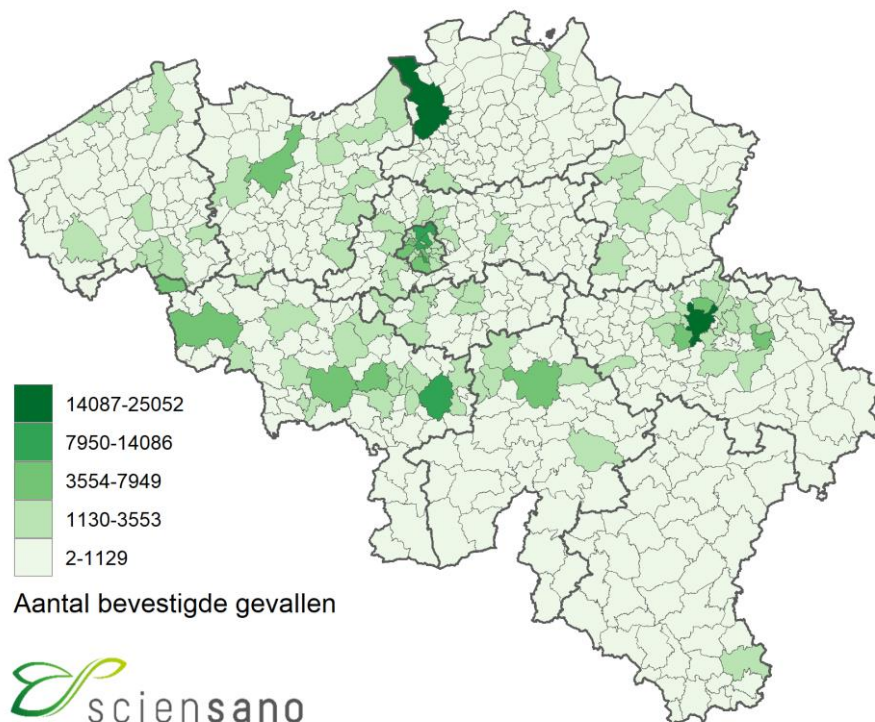 14087-25052
7950-14086
3554-7949
1130-3553
2-1129
Aantal bevestigde gevallen
sciensano